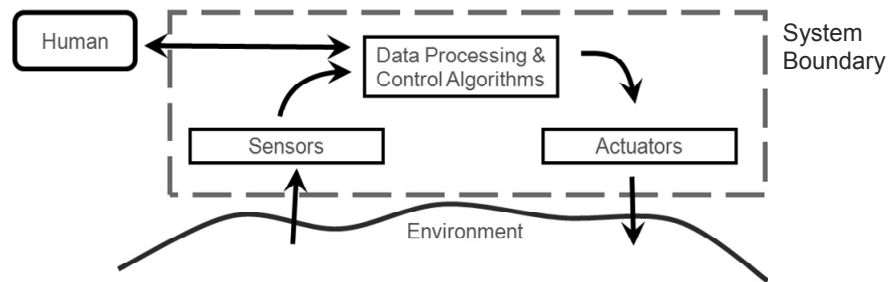 Human
Data Processing &
Control Algorithms
System
Boundary
Sensors
Actuators
Environment